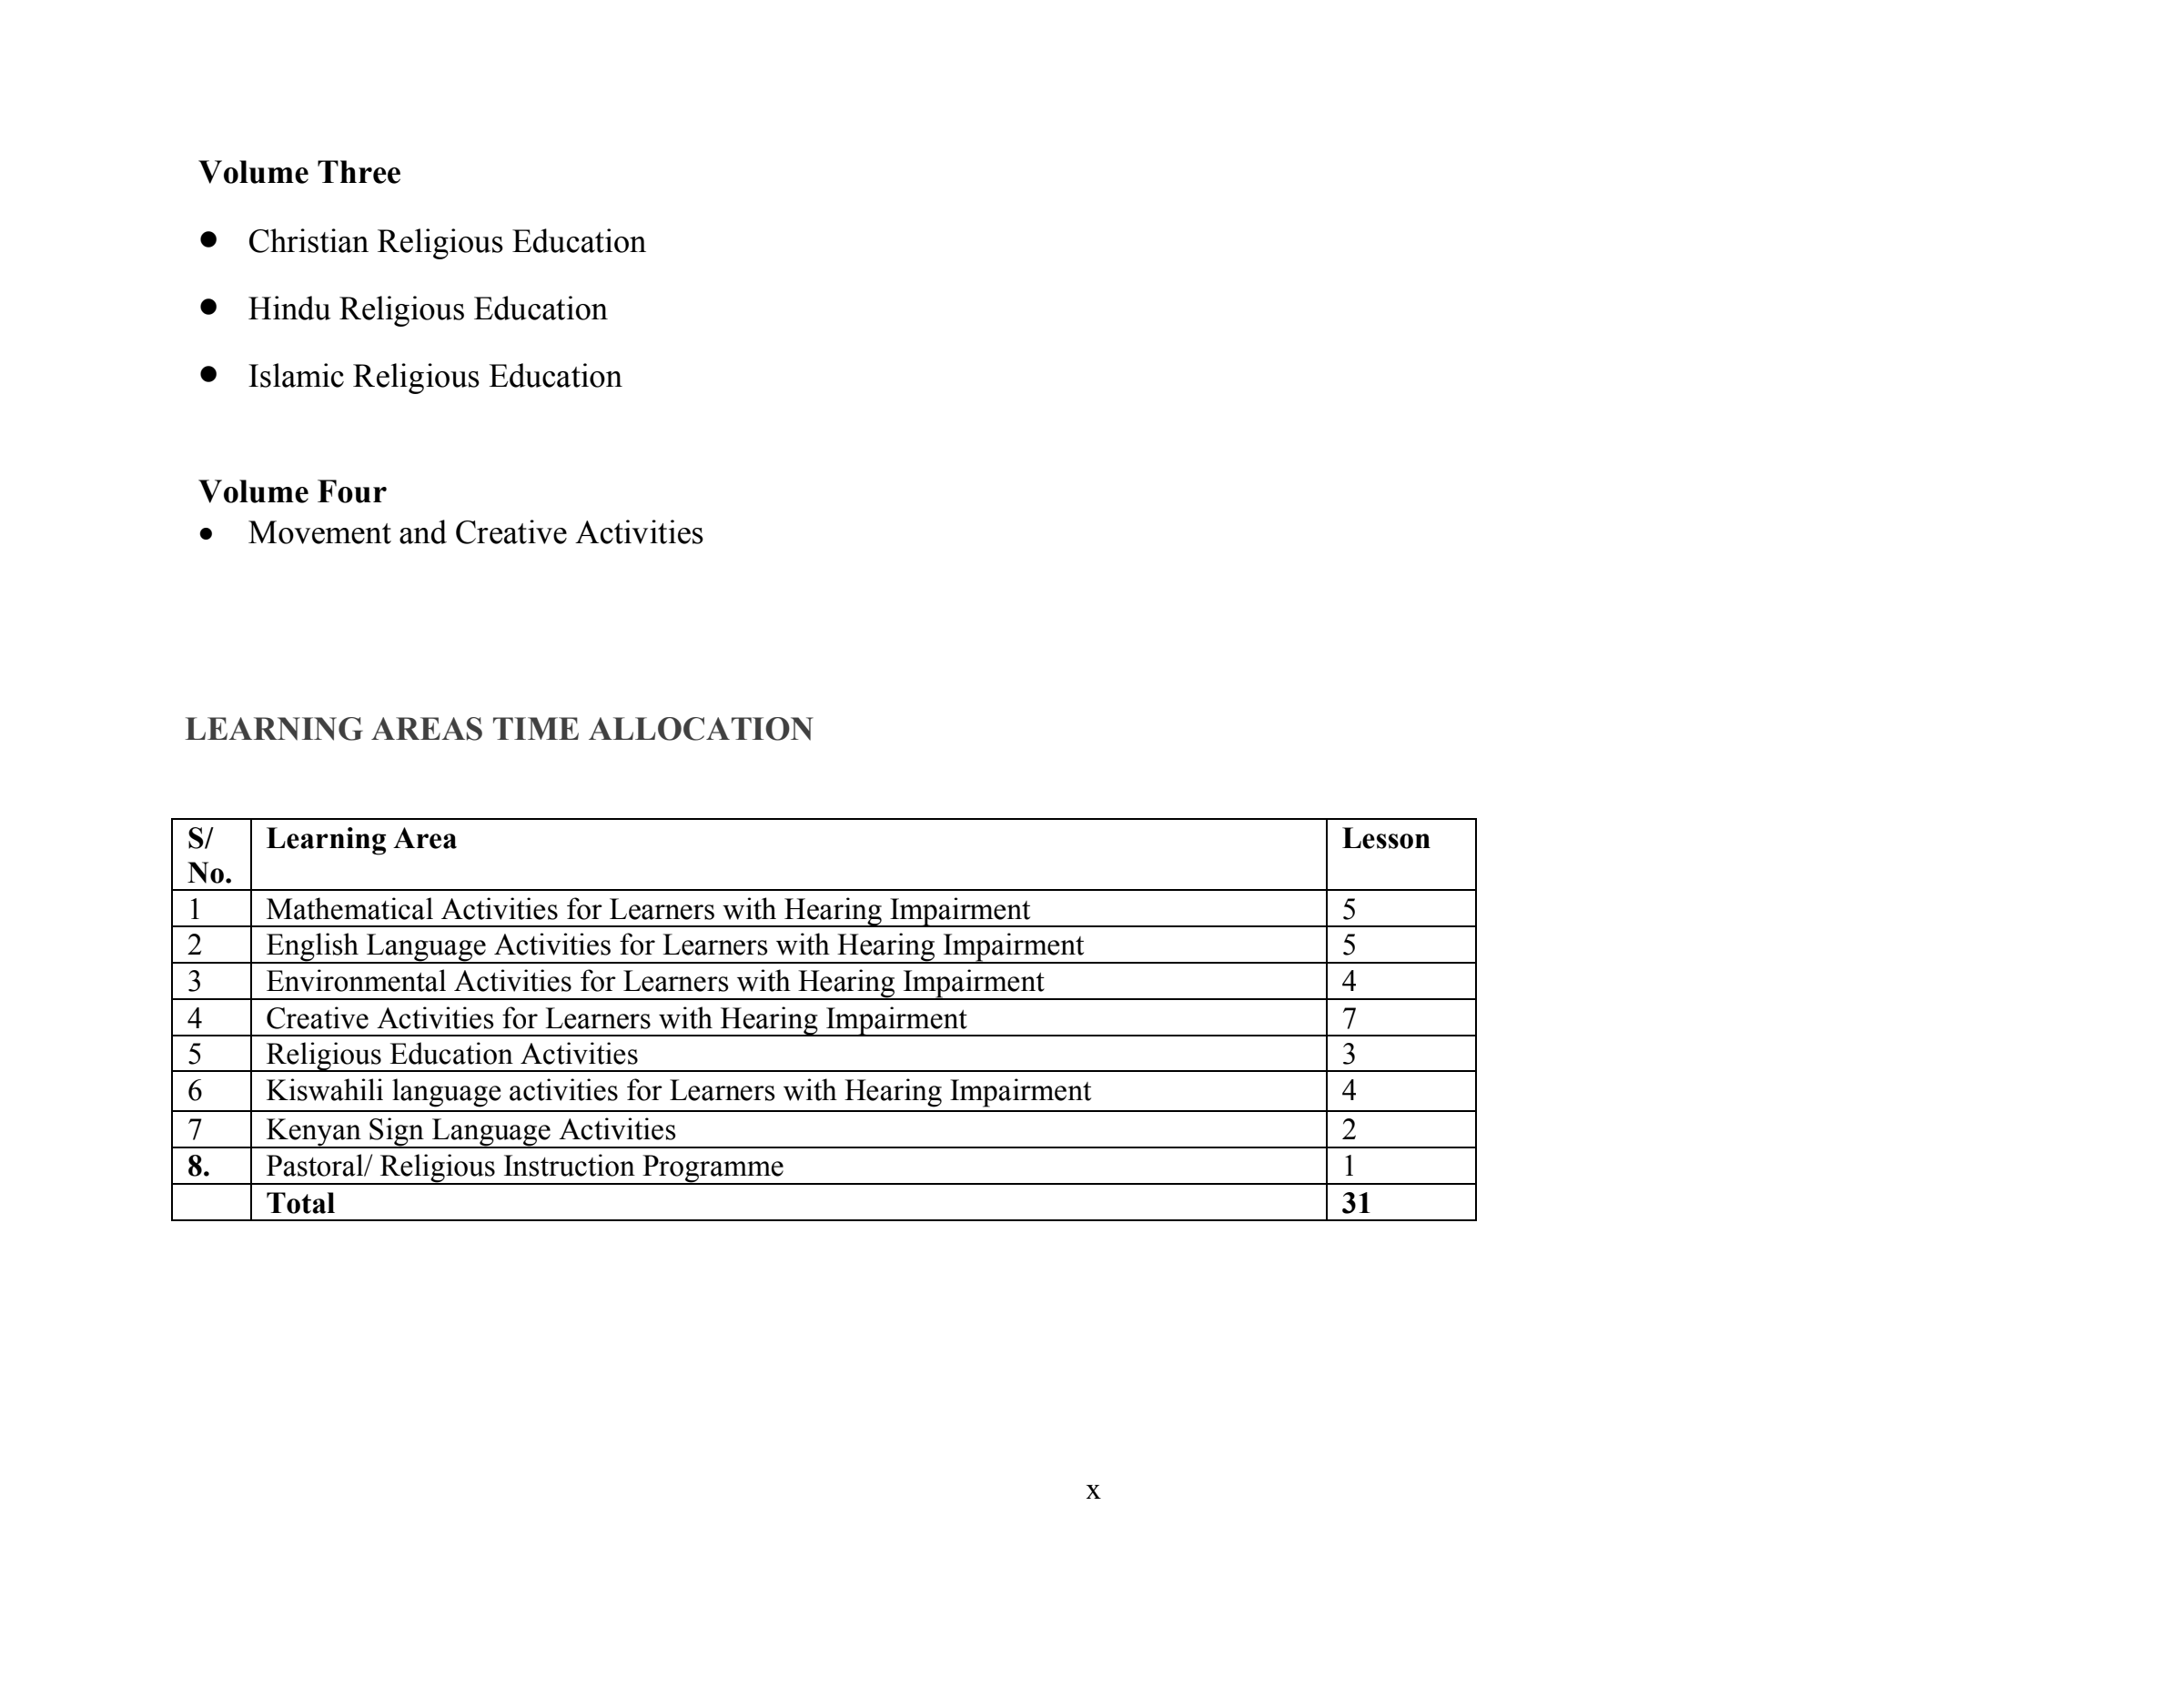 Volume Three
● Christian Religious Education
● Hindu Religious Education
● Islamic Religious Education
Volume Four
● Movement and Creative Activities
LEARNING AREAS TIME ALLOCATION
S/ No. Learning Area Lesson
1 Mathematical Activities for Learners with Hearing Impairment 5
2 English Language Activities for Learners with Hearing Impairment 5
3 Environmental Activities for Learners with Hearing Impairment 4
4 Creative Activities for Learners with Hearing Impairment 7
5 Religious Education Activities 3
6 Kiswahili language activities for Learners with Hearing Impairment 4
7 Kenyan Sign Language Activities 2
8. Pastoral/ Religious Instruction Programme 1
Total 31
x